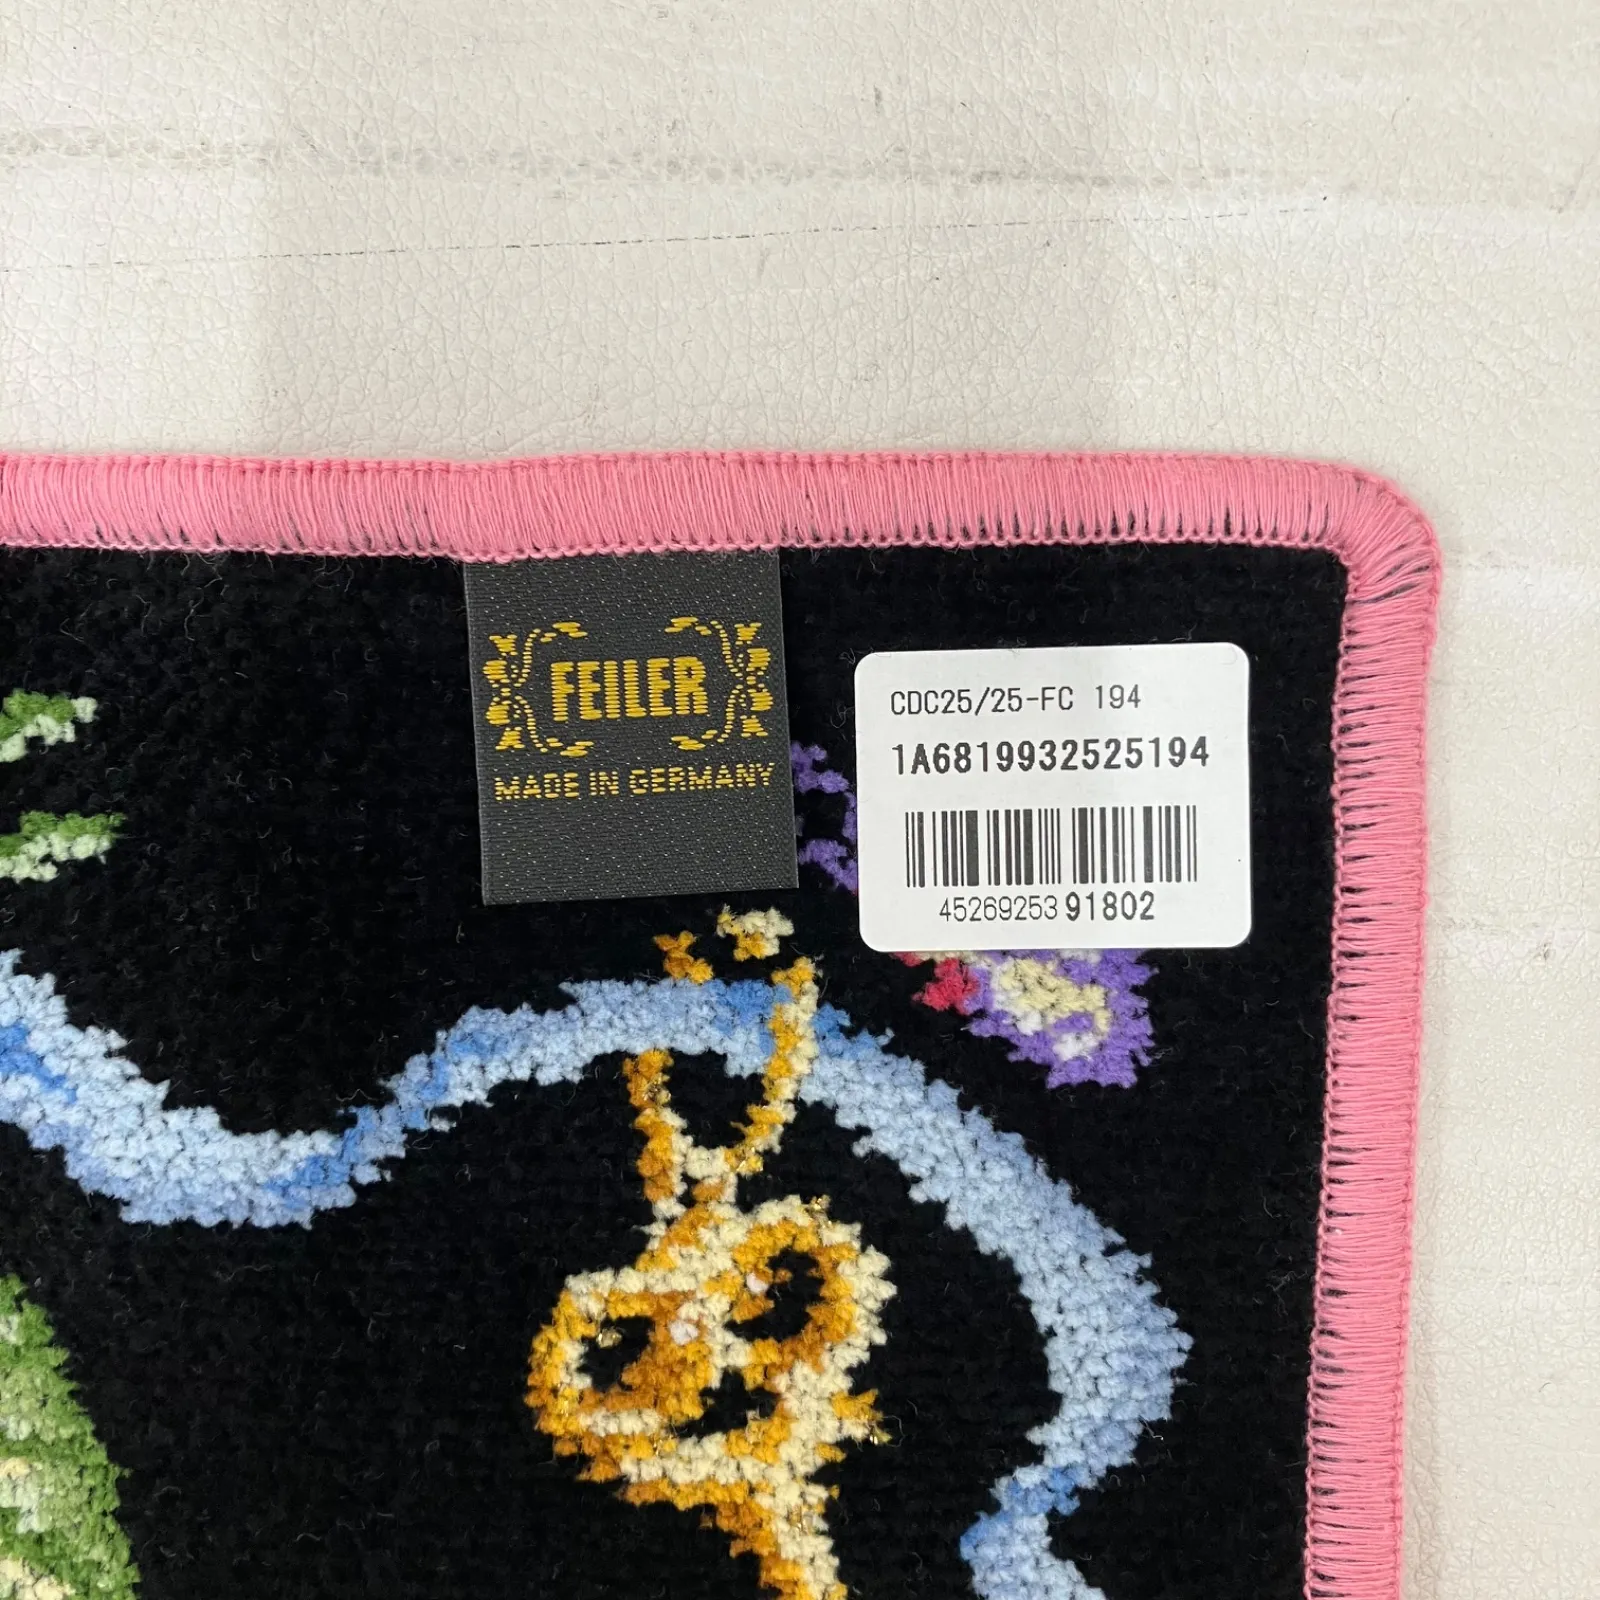 FEILER
MADE IN GERMANY
CDC25/25-FC 194
1A6819932525194
4526925391802